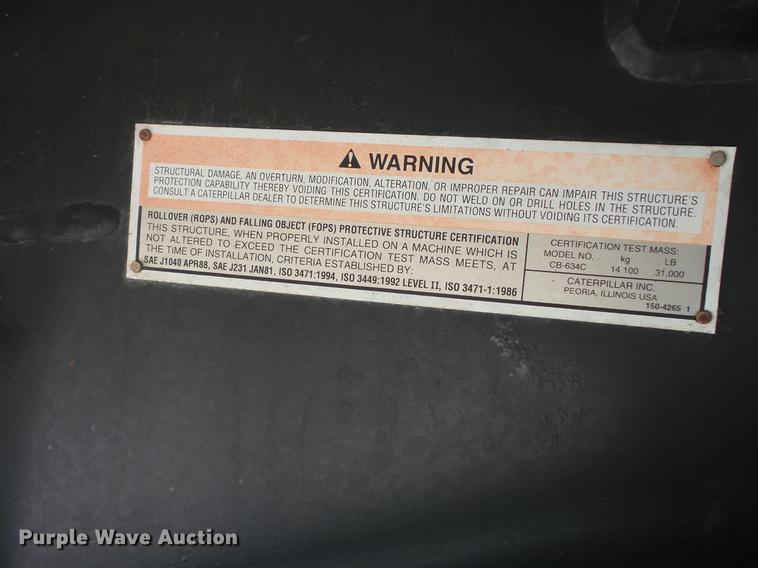 ⚠ WARNING
STRUCTURAL DAMAGE, AN OVERTURN, MODIFICATION, ALTERATION, OR IMPROPER REPAIR CAN IMPAIR THIS STRUCTURE'S
PROTECTION CAPABILITY THEREBY VOIDING THIS CERTIFICATION. DO NOT WELD ON OR DRILL HOLES IN THE STRUCTURE.
CONSULT A CATERPILLAR DEALER TO DETERMINE THIS STRUCTURE'S LIMITATIONS WITHOUT VOIDING ITS CERTIFICATION.
ROLLOVER (ROPS) AND FALLING OBJECT (FOPS) PROTECTIVE STRUCTURE CERTIFICATION
THIS STRUCTURE, WHEN PROPERLY INSTALLED ON A MACHINE WHICH IS
NOT ALTERED TO EXCEED THE CERTIFICATION TEST MASS MEETS, AT
THE TIME OF INSTALLATION, CRITERIA ESTABLISHED BY:
SAE J1040 APR88, SAE J231 JAN81, ISO 3471:1994, ISO 3449:1992 LEVEL II, ISO 3471-1:1986
CERTIFICATION TEST MASS:
MODEL NO. kg LB
CB-634C 14 100 31,000
CATERPILLAR INC.
PEORIA, ILLINOIS USA
150-4265 1
Purple Wave Auction